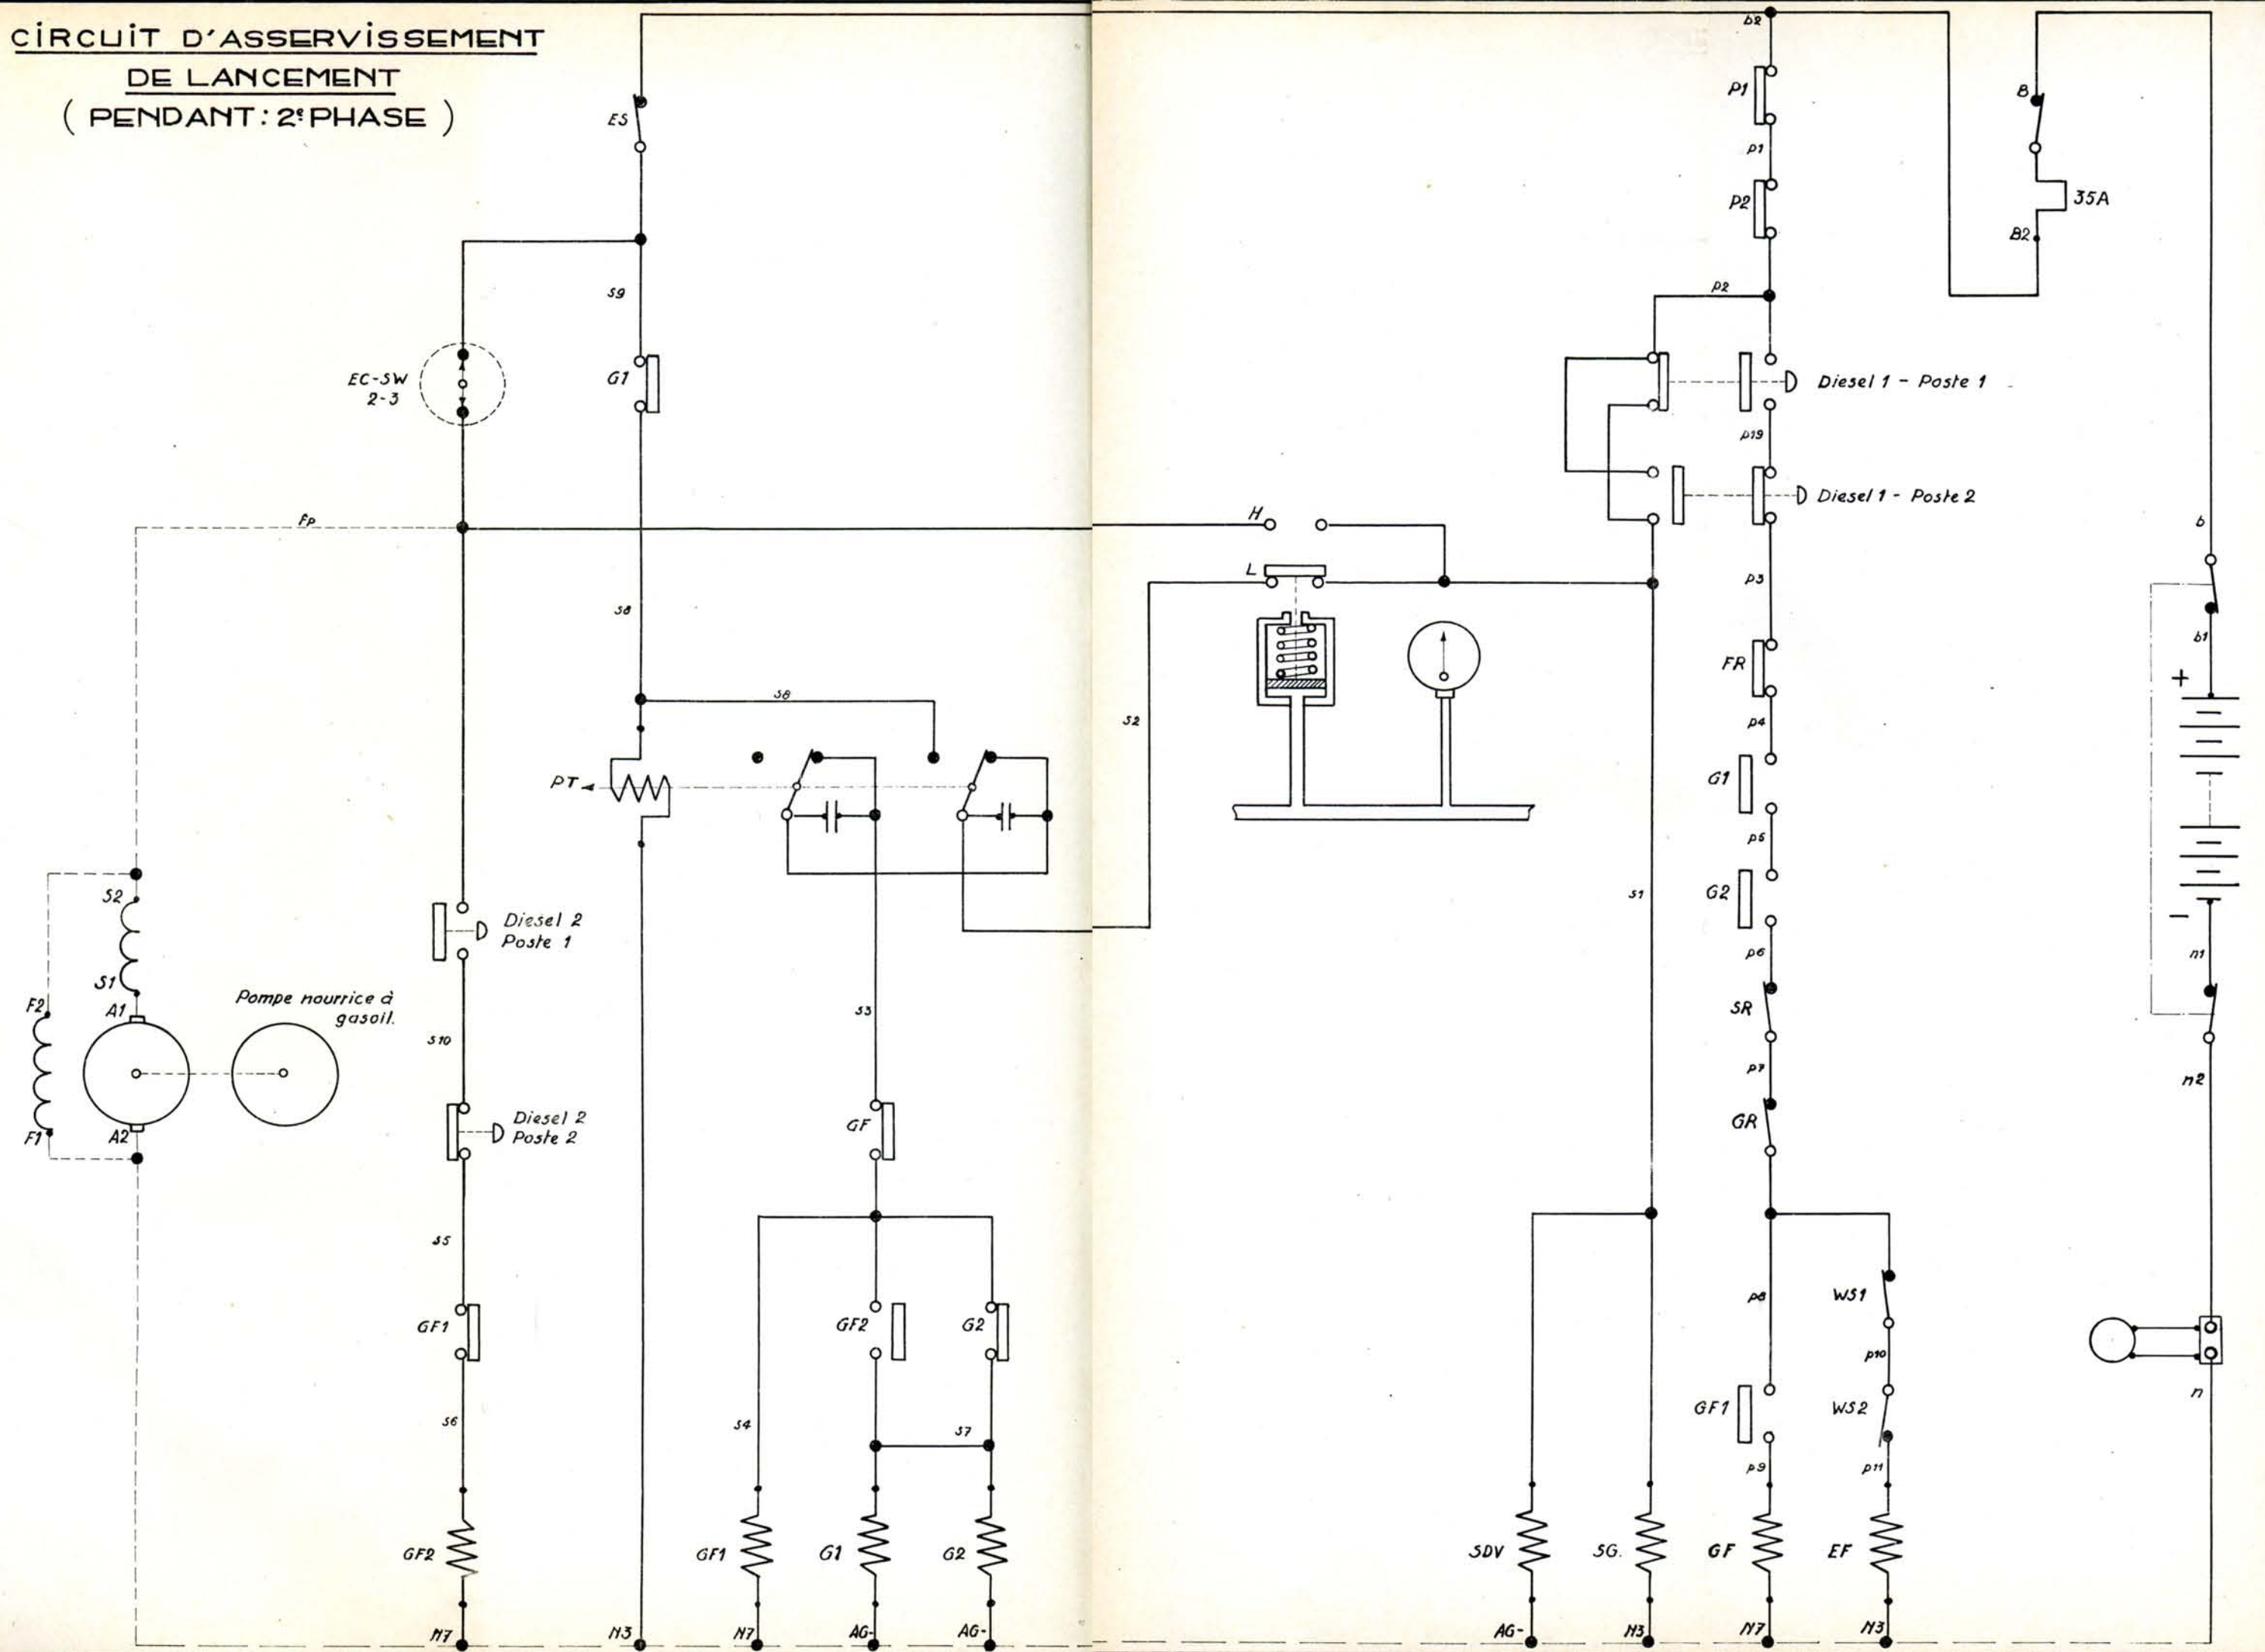 CIRCUIT D'ASSERVISSEMENT
DE LANCEMENT
( PENDANT : 2e PHASE )
ES
S9
EC-SW
2-3
G1
Fp
S8
S8
PT
S2
S1
A1
F2
F1
A2
Pompe nourrice à
gasoil.
Diesel 2
Poste 1
S10
Diesel 2
Poste 2
S5
GF1
S6
GF2
N7
N3
S3
GF
GF2
G2
S4
S7
GF1
G1
G2
N7
AG-
AG-
b2
P1
p1
P2
p2
B
35A
B2
Diesel 1 - Poste 1
p19
Diesel 1 - Poste 2
H
L
S2
p3
FR
p4
G1
p5
G2
p6
SR
p7
GR
S1
p8
WS1
p10
GF1
WS2
p9
p11
SDV
SG.
GF
EF
AG-
N3
N7
N3
b
b1
+
-
n1
n2
n